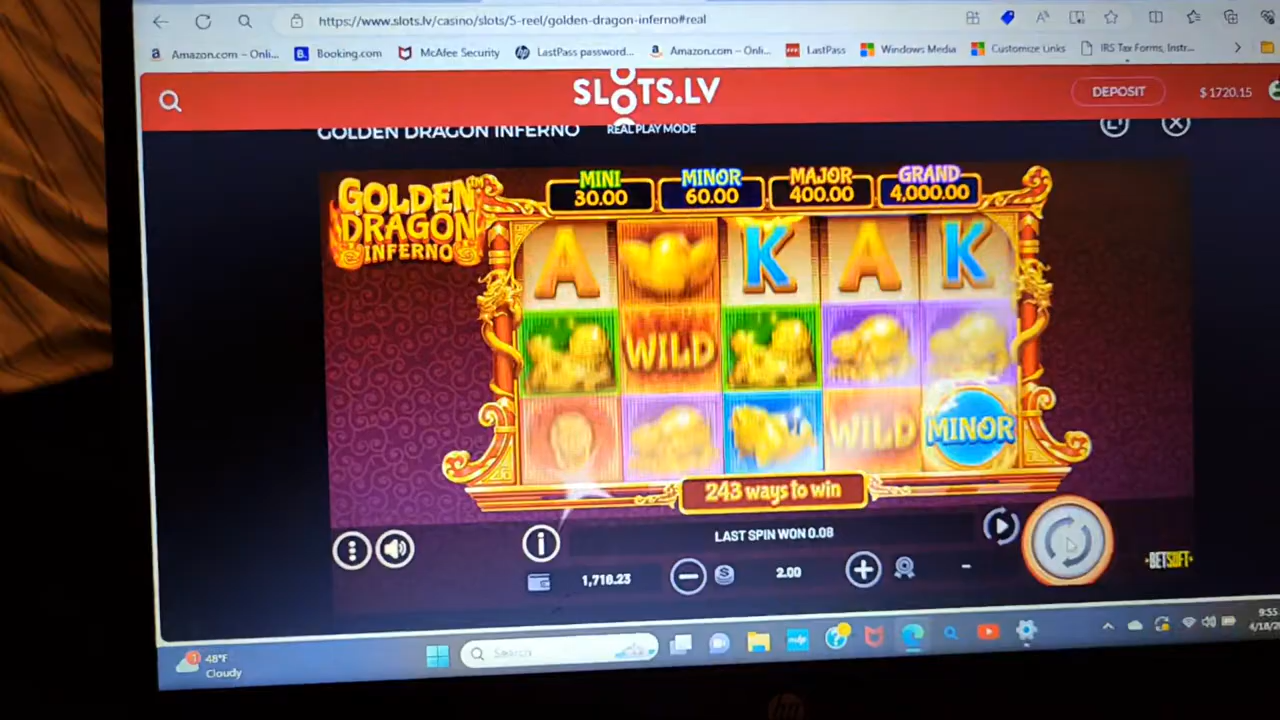 https://www.slots.lv/casino/slots/5-reel/golden-dragon-inferno#real
Amazon.com – Onli...
Booking.com
McAfee Security
LastPass password...
Amazon.com – Onli...
LastPass
Windows Media
Customize Links
IRS Tax Forms, Instr...
SLOTS.LV
DEPOSIT
$ 1720.15
GOLDEN DRAGON INFERNO
REAL PLAY MODE
GOLDEN
DRAGON
INFERNO
MINI
30.00
MINOR
60.00
MAJOR
400.00
GRAND
4,000.00
A K A K
WILD
WILD
MINOR
243 ways to win
LAST SPIN WON 0.08
2.00
BETSOFT
48°F
Cloudy
Search
9:55
hp